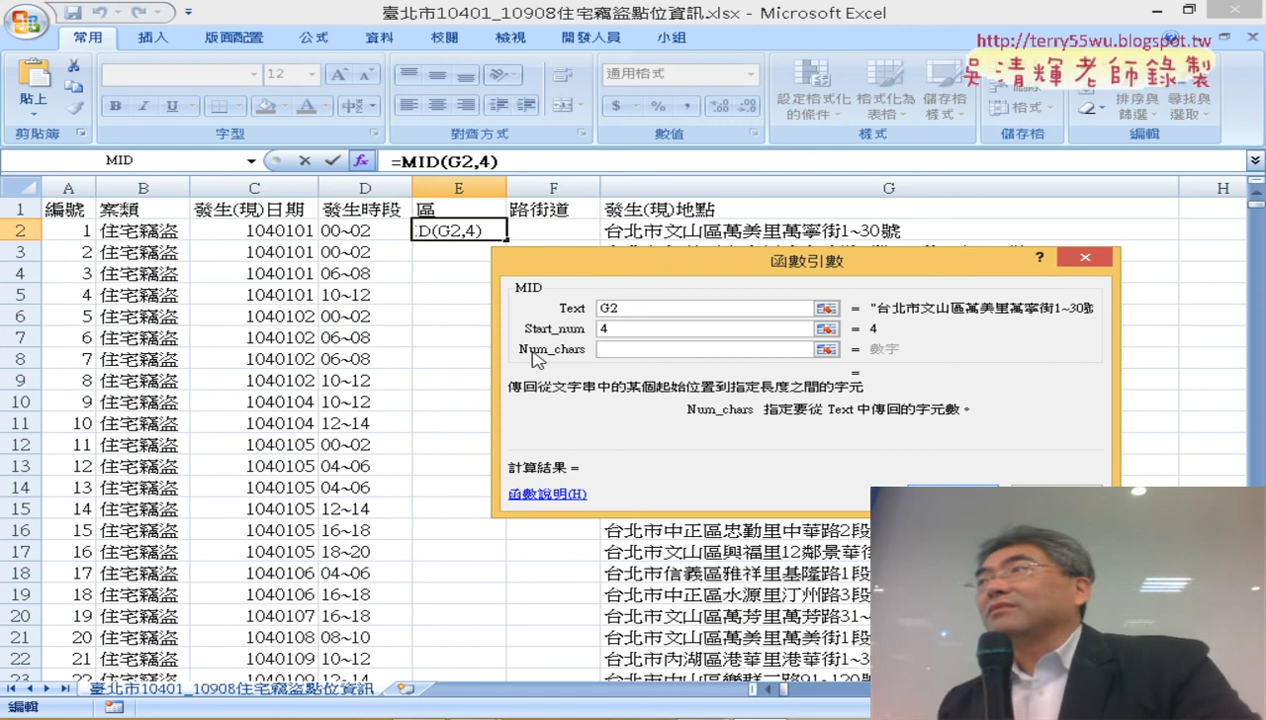 臺北市10401_10908住宅竊盜點位資訊.xlsx - Microsoft Excel
http://terry55wu.blogspot.tw
吳清輝老師錄製
常用 插入 版面配置 公式 資料 校閱 檢視 開發人員 小組
貼上 12 通用格式 設定格式化的條件 格式化為表格 儲存格樣式 格式 排序與篩選 尋找與選取
剪貼簿 字型 對齊方式 數值 樣式 儲存格 編輯
MID =MID(G2,4)
A B C D E F G H
1 編號 案類 發生(現)日期 發生時段 區 路街道 發生(現)地點
2 1 住宅竊盜 1040101 00~02 D(G2,4) 台北市文山區萬美里萬寧街1~30號
3 2 住宅竊盜 1040101 00~02
4 3 住宅竊盜 1040101 06~08
5 4 住宅竊盜 1040101 10~12
6 5 住宅竊盜 1040102 00~02
7 6 住宅竊盜 1040102 06~08
8 7 住宅竊盜 1040102 06~08
9 8 住宅竊盜 1040102 10~12
10 9 住宅竊盜 1040104 10~12
11 10 住宅竊盜 1040104 12~14
12 11 住宅竊盜 1040105 00~02
13 12 住宅竊盜 1040105 04~06
14 13 住宅竊盜 1040105 04~06
15 14 住宅竊盜 1040105 12~14
16 15 住宅竊盜 1040105 16~18 台北市中正區忠勤里中華路2段
17 16 住宅竊盜 1040105 18~20 台北市文山區興福里12鄰景華街
18 17 住宅竊盜 1040106 04~06 台北市信義區雅祥里基隆路1段
19 18 住宅竊盜 1040106 16~18 台北市中正區水源里汀州路3段
20 19 住宅竊盜 1040107 16~18 台北市文山區萬芳里萬芳路31~
21 20 住宅竊盜 1040108 08~10 台北市文山區萬美里萬美街1段
22 21 住宅竊盜 1040109 10~12 台北市內湖區港華里港華街1~3
函數引數
MID
Text G2 = "台北市文山區萬美里萬寧街1~30號
Start_num 4 = 4
Num_chars = 數字
=
傳回從文字串中的某個起始位置到指定長度之間的字元
Num_chars 指定要從 Text 中傳回的字元數。
計算結果 =
函數說明(H)
臺北市10401_10908住宅竊盜點位資訊
編輯